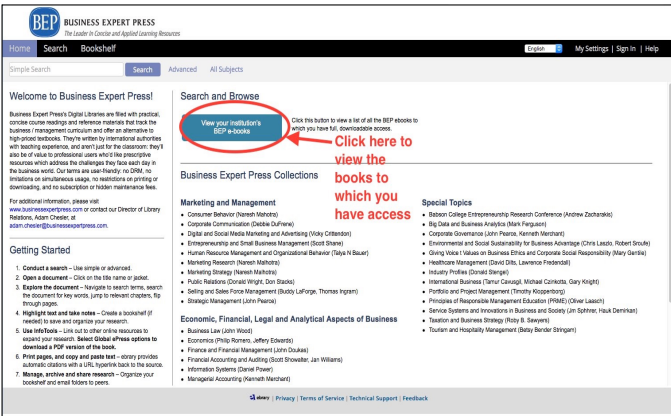 BEP BUSINESS EXPERT PRESS
The Leader in Concise and Applied Learning Resources
Home Search Bookshelf English My Settings | Sign In | Help
Simple Search Search Advanced All Subjects
Welcome to Business Expert Press!
Business Expert Press's Digital Libraries are filled with practical,
concise course readings and reference materials that track the
business / management curriculum and offer an alternative to
high-priced textbooks. They're written by international authorities
with teaching experience, and aren't just for the classroom: they'll
also be of value to professional users who'd like prescriptive
resources which address the challenges they face each day in
the business world. Our terms are user-friendly: no DRM, no
limitations on simultaneous usage, no restrictions on printing or
downloading, and no subscription or hidden maintenance fees.
For additional information, please visit
www.businessexpertpress.com or contact our Director of Library
Relations, Adam Chesler, at
adam.chesler@businessexpertpress.com.
Getting Started
1. Conduct a search – Use simple or advanced.
2. Open a document – Click on the title name or jacket.
3. Explore the document – Navigate to search terms, search
the document for key words, jump to relevant chapters, flip
through pages.
4. Highlight text and take notes – Create a bookshelf (if
needed) to save and organize your research.
5. Use InfoTools – Link out to other online resources to
expand your research. Select Global ePress options to
download a PDF version of the book.
6. Print pages, and copy and paste text – ebrary provides
automatic citations with a URL hyperlink back to the source.
7. Manage, archive and share research – Organize your
bookshelf and email folders to peers.
Search and Browse
View your institution's
BEP e-books
Click this button to view a list of all the BEP ebooks to
which you have full, downloadable access.
Click here to
view the
books to
which you
have access
Business Expert Press Collections
Marketing and Management
• Consumer Behavior (Naresh Malhotra)
• Corporate Communication (Debbie DuFrene)
• Digital and Social Media Marketing and Advertising (Vicky Crittenden)
• Entrepreneurship and Small Business Management (Scott Shane)
• Human Resource Management and Organizational Behavior (Talya N Bauer)
• Marketing Research (Naresh Malhotra)
• Marketing Strategy (Naresh Malhotra)
• Public Relations (Donald Wright, Don Stacks)
• Selling and Sales Force Management (Buddy LaForge, Thomas Ingram)
• Strategic Management (John Pearce)
Economic, Financial, Legal and Analytical Aspects of Business
• Business Law (John Wood)
• Economics (Philip Romero, Jeffery Edwards)
• Finance and Financial Management (John Doukas)
• Financial Accounting and Auditing (Scott Showalter, Jan Williams)
• Information Systems (Daniel Power)
• Managerial Accounting (Kenneth Merchant)
Special Topics
• Babson College Entrepreneurship Research Conference (Andrew Zacharakis)
• Big Data and Business Analytics (Mark Ferguson)
• Corporate Governance (John Pearce, Kenneth Merchant)
• Environmental and Social Sustainability for Business Advantage (Chris Laszlo, Robert Sroufe)
• Giving Voice t Values on Business Ethics and Corporate Social Responsibility (Mary Gentile)
• Healthcare Management (David Dilts, Lawrence Fredendall)
• Industry Profiles (Donald Stengel)
• International Business (Tamur Cavusgil, Michael Czinkota, Gary Knight)
• Portfolio and Project Management (Timothy Kloppenborg)
• Principles of Responsible Management Education (PRME) (Oliver Laasch)
• Service Systems and Innovations in Business and Society (Jim Sphhrer, Hauk Demirkan)
• Taxation and Business Strategy (Roby B. Sawyers)
• Tourism and Hospitality Management (Betsy Bender Stringam)
ebrary | Privacy | Terms of Service | Technical Support | Feedback